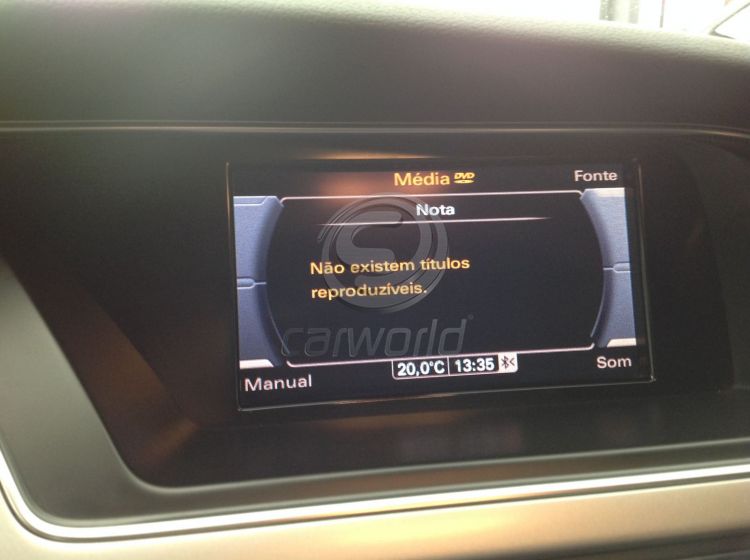 Média DVD
Fonte
Nota
Não existem títulos
reproduzíveis.
carworld
20,0°C 13:35
Manual
Som